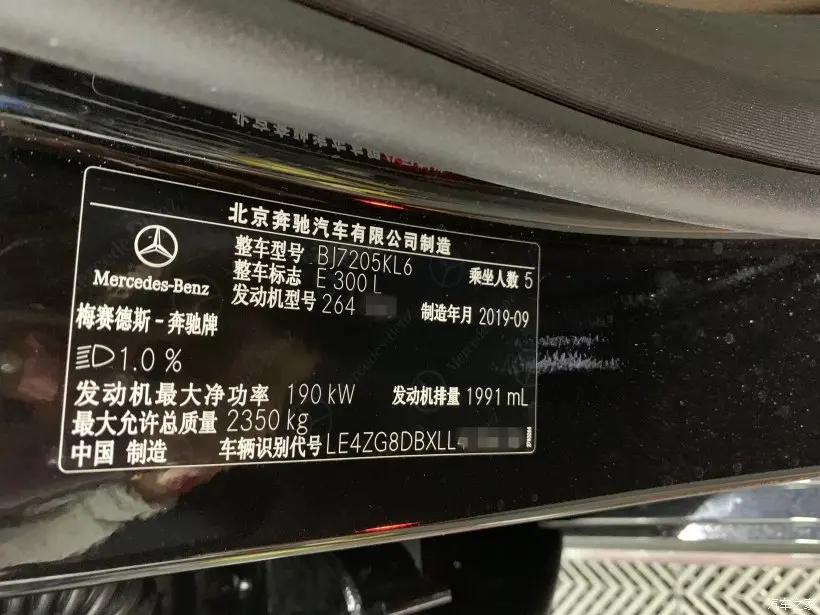 北京奔驰汽车有限公司制造
Mercedes-Benz
整车型号 BJ7205KL6
整车标志 E 300 L
乘坐人数 5
发动机型号 264
制造年月 2019-09
梅赛德斯-奔驰牌
1.0 %
发动机最大净功率 190 kW
发动机排量 1991 mL
最大允许总质量 2350 kg
中国 制造
车辆识别代号 LE4ZG8DBXLL
汽车之家